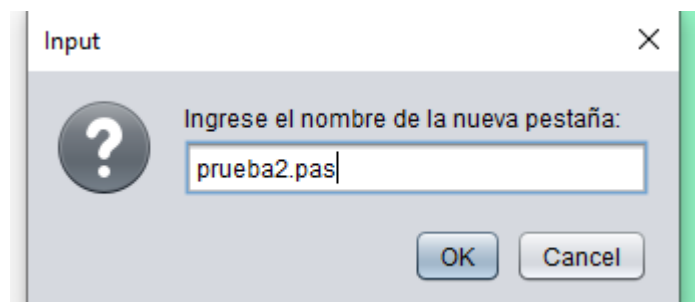 Input
Ingrese el nombre de la nueva pestaña:
prueba2.pas
OK Cancel